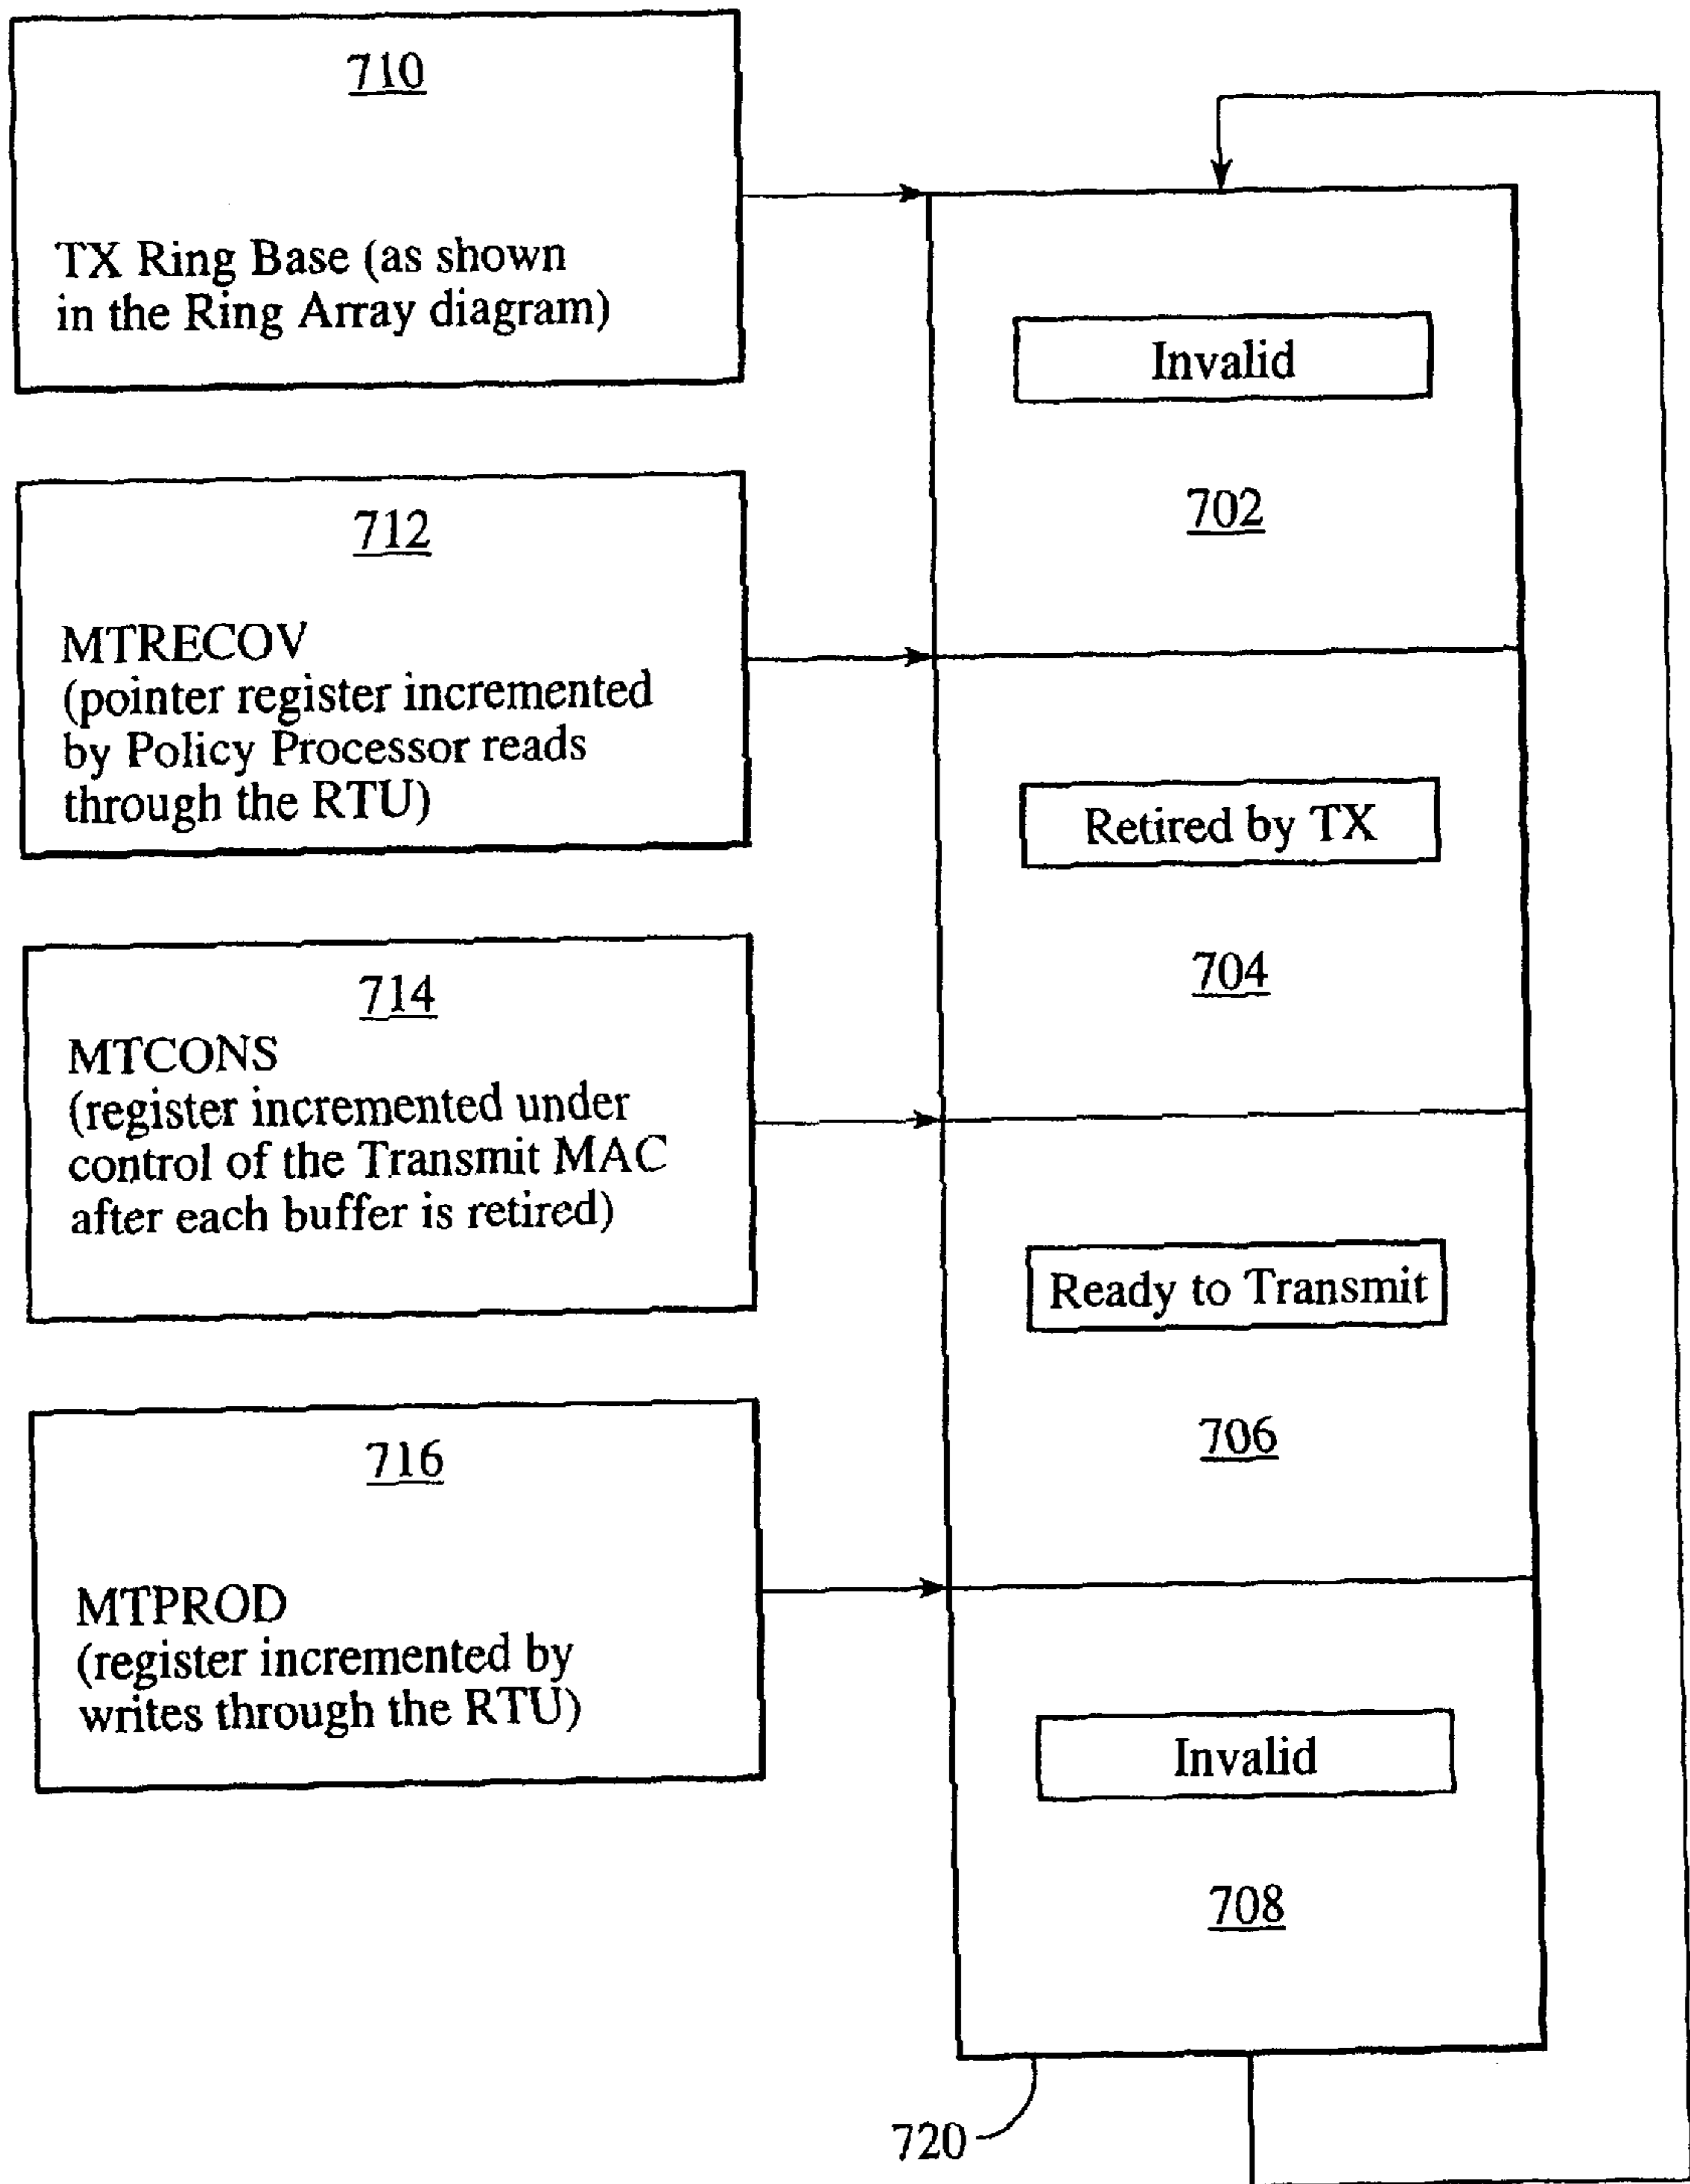 710
TX Ring Base (as shown
in the Ring Array diagram)
712
MTRECOV
(pointer register incremented
by Policy Processor reads
through the RTU)
714
MTCONS
(register incremented under
control of the Transmit MAC
after each buffer is retired)
716
MTPROD
(register incremented by
writes through the RTU)
Invalid
702
Retired by TX
704
Ready to Transmit
706
Invalid
708
720